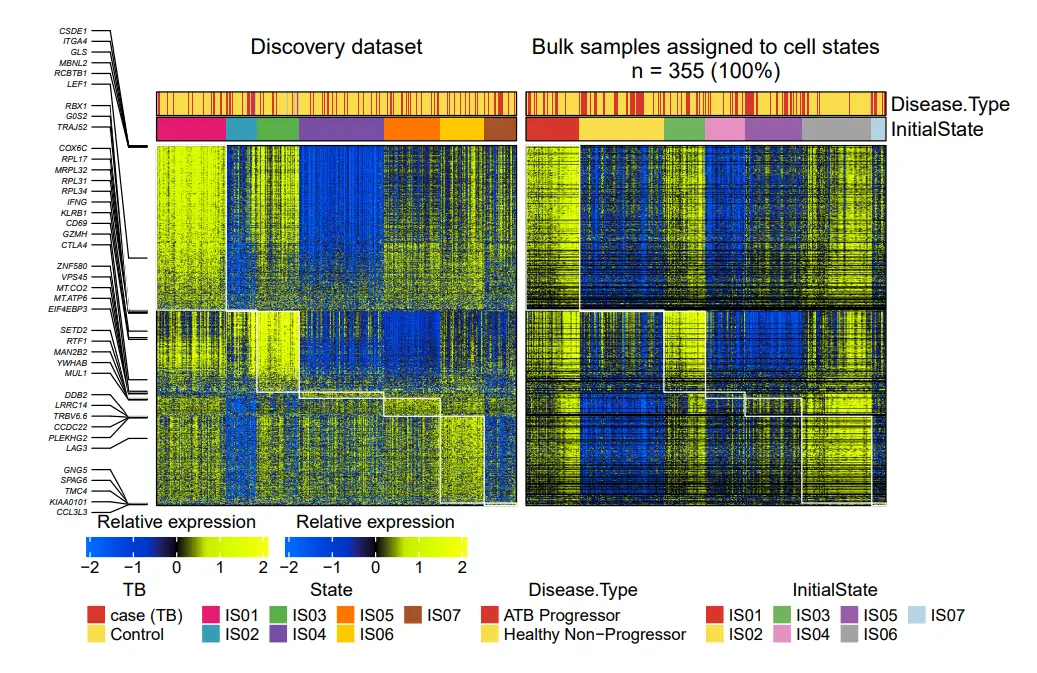 CSDE1
ITGA4
GLS
MBNL2
RCBTB1
LEF1
RBX1
G0S2
TRAJ52
COX6C
RPL17
MRPL32
RPL31
RPL34
IFNG
KLRB1
CD69
GZMH
CTLA4
ZNF580
VPS45
MT.CO2
MT.ATP6
EIF4EBP3
SETD2
RTF1
MAN2B2
YWHAB
MUL1
DDB2
LRRC14
TRBV6.6
CCDC22
PLEKHG2
LAG3
GNG5
SPAG6
TMC4
KIAA0101
CCL3L3
Discovery dataset
Bulk samples assigned to cell states
n = 355 (100%)
Disease.Type
InitialState
Relative expression Relative expression
−2 −1 0 1 2 −2 −1 0 1 2
TB State Disease.Type InitialState
case (TB) IS01 IS03 IS05 IS07 ATB Progressor IS01 IS03 IS05 IS07
Control IS02 IS04 IS06 Healthy Non−Progressor IS02 IS04 IS06